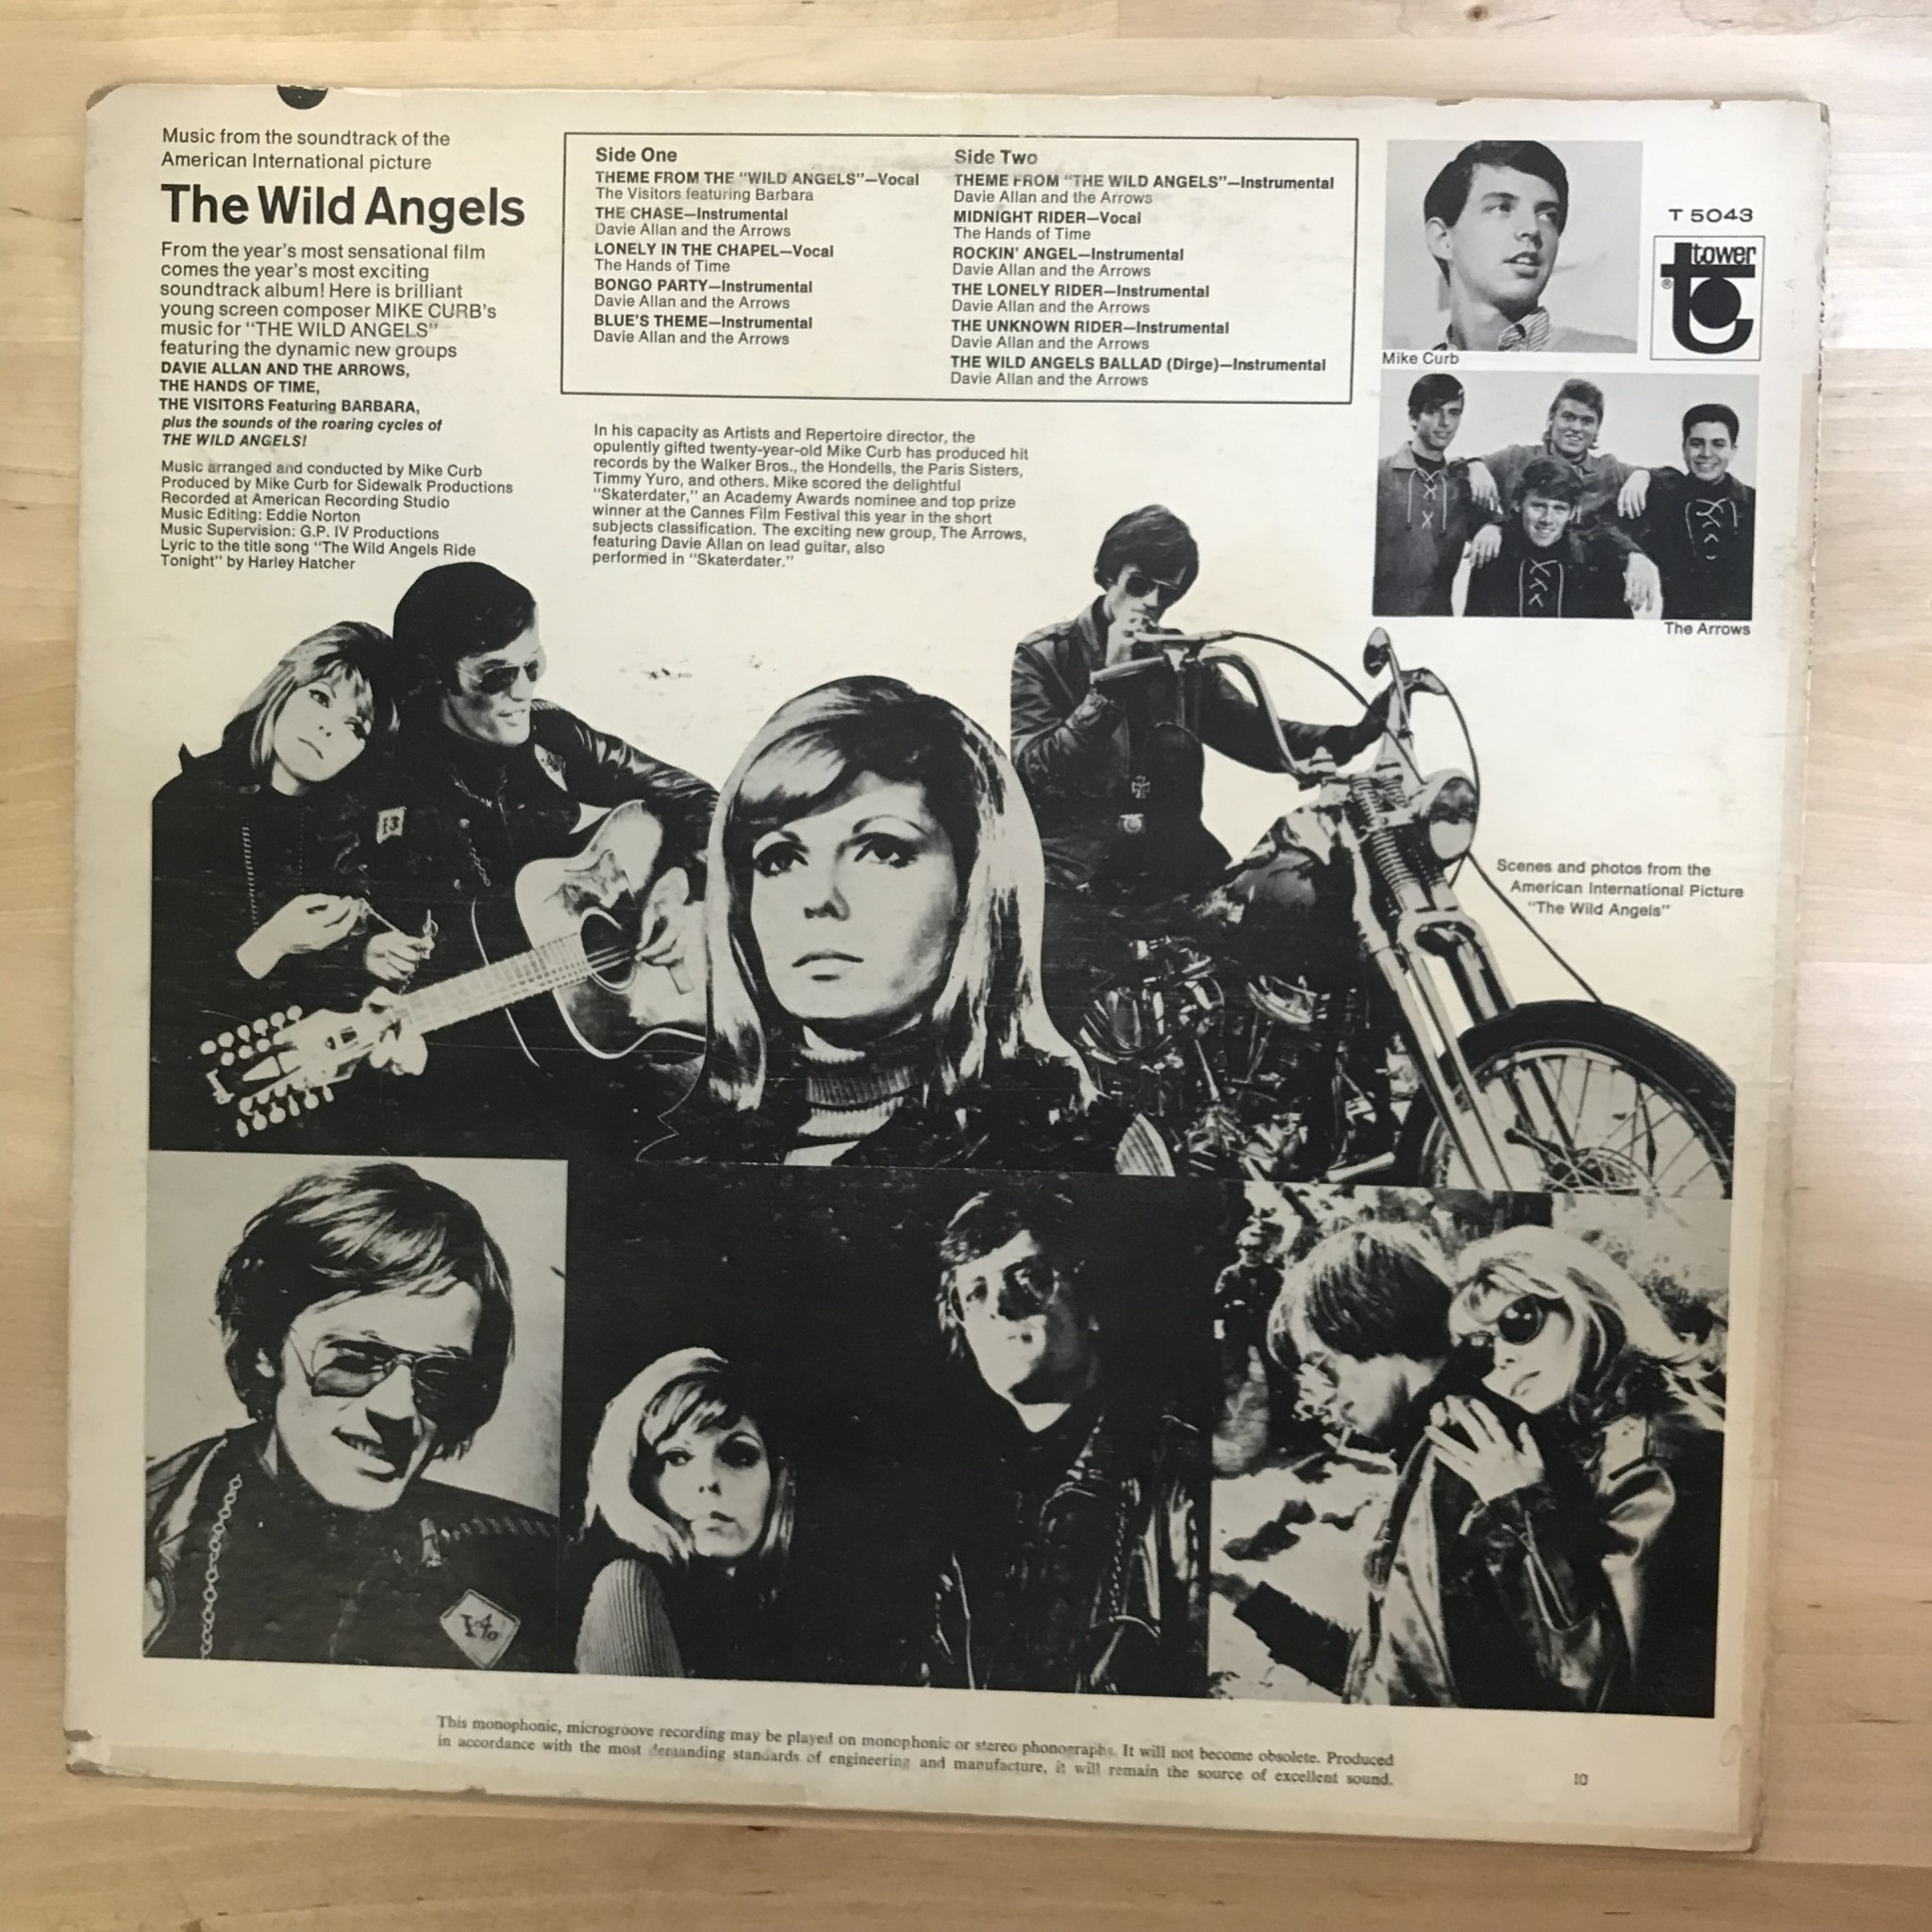 Music from the soundtrack of the
American International picture
The Wild Angels
From the year's most sensational film
comes the year's most exciting
soundtrack album! Here is brilliant
young screen composer MIKE CURB's
music for "THE WILD ANGELS"
featuring the dynamic new groups
DAVIE ALLAN AND THE ARROWS,
THE HANDS OF TIME,
THE VISITORS Featuring BARBARA,
plus the sounds of the roaring cycles of
THE WILD ANGELS!
Music arranged and conducted by Mike Curb
Produced by Mike Curb for Sidewalk Productions
Recorded at American Recording Studio
Music Editing: Eddie Norton
Music Supervision: G.P. IV Productions
Lyric to the title song "The Wild Angels Ride
Tonight" by Harley Hatcher
Side One
THEME FROM THE "WILD ANGELS"—Vocal
The Visitors featuring Barbara
THE CHASE—Instrumental
Davie Allan and the Arrows
LONELY IN THE CHAPEL—Vocal
The Hands of Time
BONGO PARTY—Instrumental
Davie Allan and the Arrows
BLUE'S THEME—Instrumental
Davie Allan and the Arrows
Side Two
THEME FROM "THE WILD ANGELS"—Instrumental
Davie Allan and the Arrows
MIDNIGHT RIDER—Vocal
The Hands of Time
ROCKIN' ANGEL—Instrumental
Davie Allan and the Arrows
THE LONELY RIDER—Instrumental
Davie Allan and the Arrows
THE UNKNOWN RIDER—Instrumental
Davie Allan and the Arrows
THE WILD ANGELS BALLAD (Dirge)—Instrumental
Davie Allan and the Arrows
In his capacity as Artists and Repertoire director, the
opulently gifted twenty-year-old Mike Curb has produced hit
records by the Walker Bros., the Hondells, the Paris Sisters,
Timmy Yuro, and others. Mike scored the delightful
"Skaterdater," an Academy Awards nominee and top prize
winner at the Cannes Film Festival this year in the short
subjects classification. The exciting new group, The Arrows,
featuring Davie Allan on lead guitar, also
performed in "Skaterdater."
T 5043
tower
®
Mike Curb
The Arrows
13
Scenes and photos from the
American International Picture
"The Wild Angels"
1%
This monophonic, microgroove recording may be played on monophonic or stereo phonographs. It will not become obsolete. Produced
in accordance with the most demanding standards of engineering and manufacture, it will remain the source of excellent sound.
10